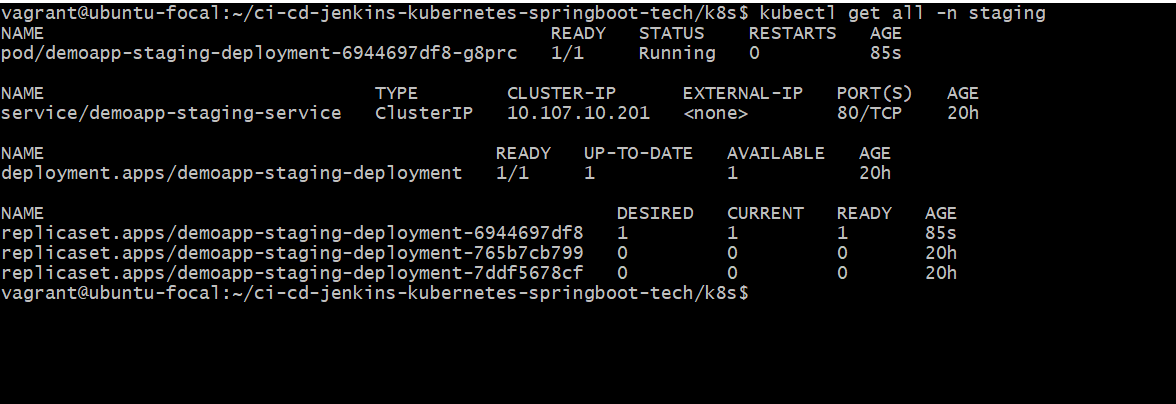 vagrant@ubuntu-focal:~/ci-cd-jenkins-kubernetes-springboot-tech/k8s$ kubectl get all -n staging
NAME READY STATUS RESTARTS AGE
pod/demoapp-staging-deployment-6944697df8-g8prc 1/1 Running 0 85s
NAME TYPE CLUSTER-IP EXTERNAL-IP PORT(S) AGE
service/demoapp-staging-service ClusterIP 10.107.10.201 <none> 80/TCP 20h
NAME READY UP-TO-DATE AVAILABLE AGE
deployment.apps/demoapp-staging-deployment 1/1 1 1 20h
NAME DESIRED CURRENT READY AGE
replicaset.apps/demoapp-staging-deployment-6944697df8 1 1 1 85s
replicaset.apps/demoapp-staging-deployment-765b7cb799 0 0 0 20h
replicaset.apps/demoapp-staging-deployment-7ddf5678cf 0 0 0 20h
vagrant@ubuntu-focal:~/ci-cd-jenkins-kubernetes-springboot-tech/k8s$